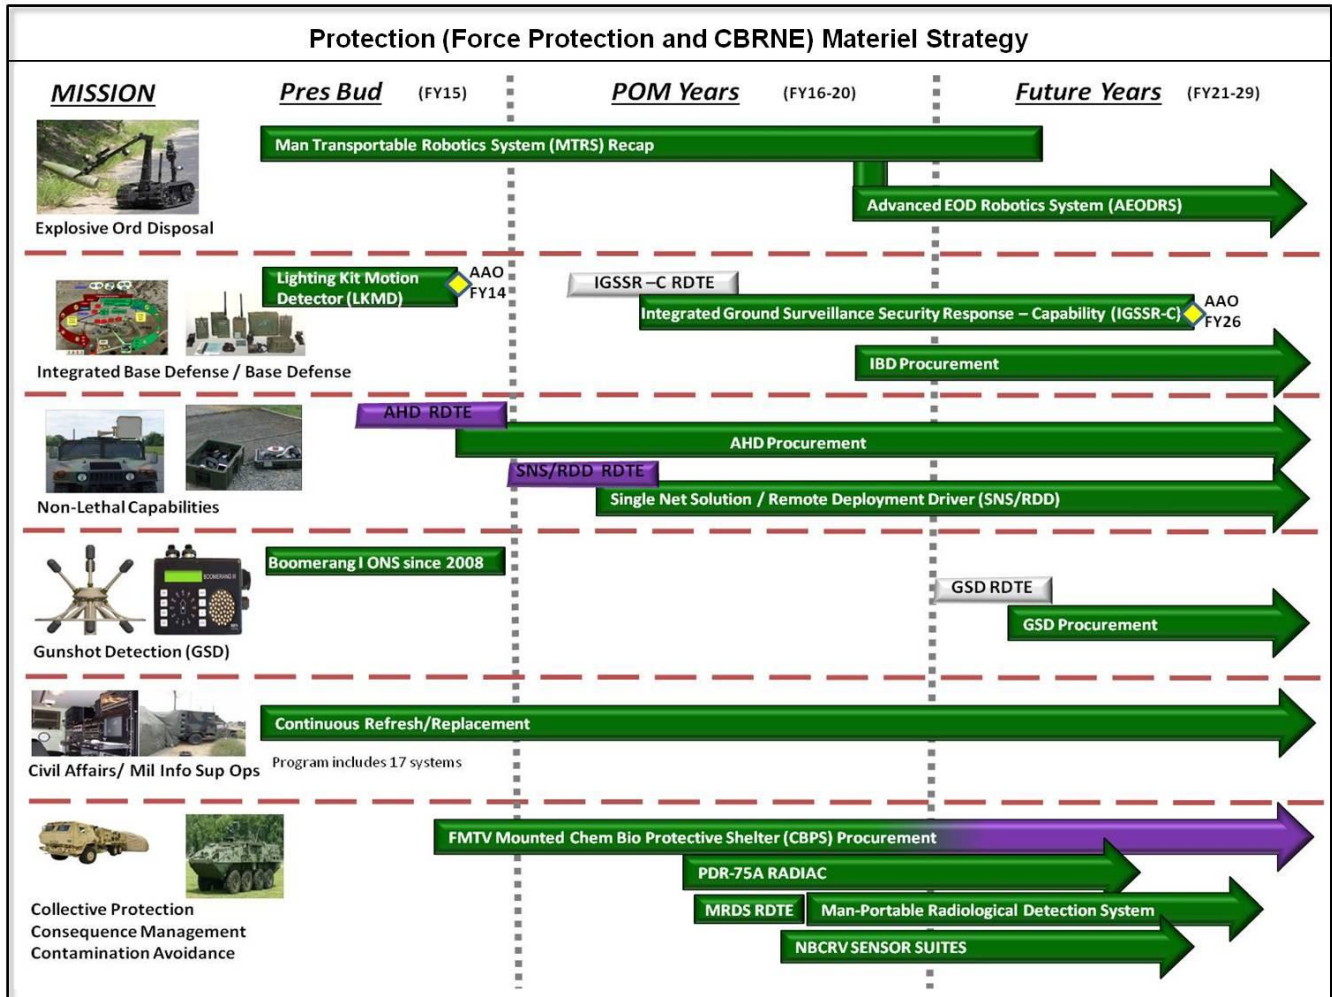 Protection (Force Protection and CBRNE) Materiel Strategy
MISSION
Pres Bud (FY15)
POM Years (FY16-20)
Future Years (FY21-29)
Man Transportable Robotics System (MTRS) Recap
Advanced EOD Robotics System (AEODRS)
Explosive Ord Disposal
Lighting Kit Motion
Detector (LKMD)
AAO
FY14
IGSSR –C RDTE
Integrated Ground Surveillance Security Response – Capability (IGSSR-C)
AAO
FY26
IBD Procurement
Integrated Base Defense / Base Defense
AHD RDTE
AHD Procurement
SNS/RDD RDTE
Single Net Solution / Remote Deployment Driver (SNS/RDD)
Non-Lethal Capabilities
Boomerang I ONS since 2008
BOOMERANG III
GSD RDTE
GSD Procurement
Gunshot Detection (GSD)
Continuous Refresh/Replacement
Civil Affairs/ Mil Info Sup Ops
Program includes 17 systems
FMTV Mounted Chem Bio Protective Shelter (CBPS) Procurement
PDR-75A RADIAC
MRDS RDTE
Man-Portable Radiological Detection System
NBCRV SENSOR SUITES
Collective Protection
Consequence Management
Contamination Avoidance